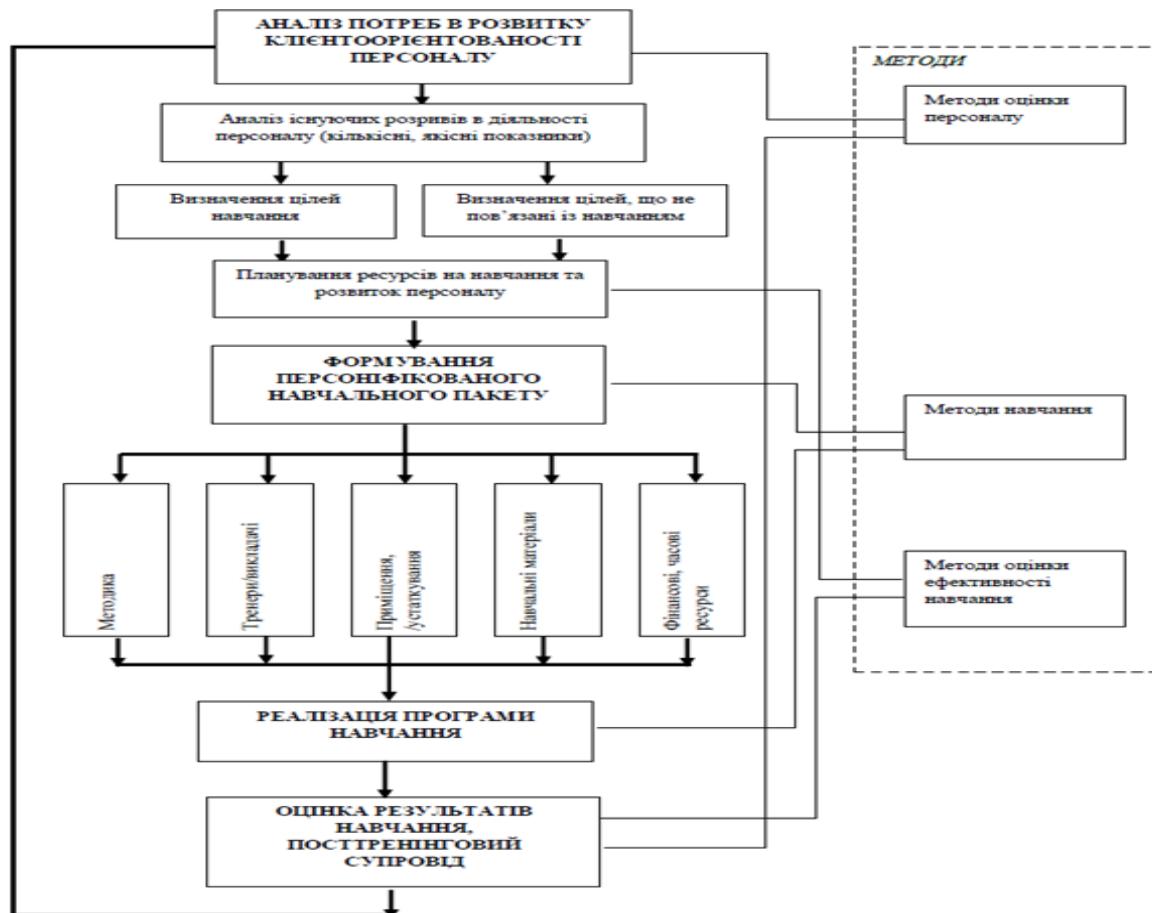 АНАЛІЗ ПОТРЕБ В РОЗВИТКУ
КЛІЄНТООРІЄНТОВАНОСТІ
ПЕРСОНАЛУ
МЕТОДИ
Методи оцінки
персоналу
Аналіз існуючих розривів в діяльності
персоналу (кількісні, якісні показники)
Визначення цілей
навчання
Визначення цілей, що не
пов`язані із навчанням
Планування ресурсів на навчання та
розвиток персоналу
ФОРМУВАННЯ
ПЕРСОНІФІКОВАНОГО
НАВЧАЛЬНОГО ПАКЕТУ
Методи навчання
Методика
Тренери/викладачі
Приміщення,
/устаткування
Навчальні матеріали
Фінансові, часові
ресурси
Методи оцінки
ефективності
навчання
РЕАЛІЗАЦІЯ ПРОГРАМИ
НАВЧАННЯ
ОЦІНКА РЕЗУЛЬТАТІВ
НАВЧАННЯ,
ПОСТТРЕНІНГОВИЙ
СУПРОВІД